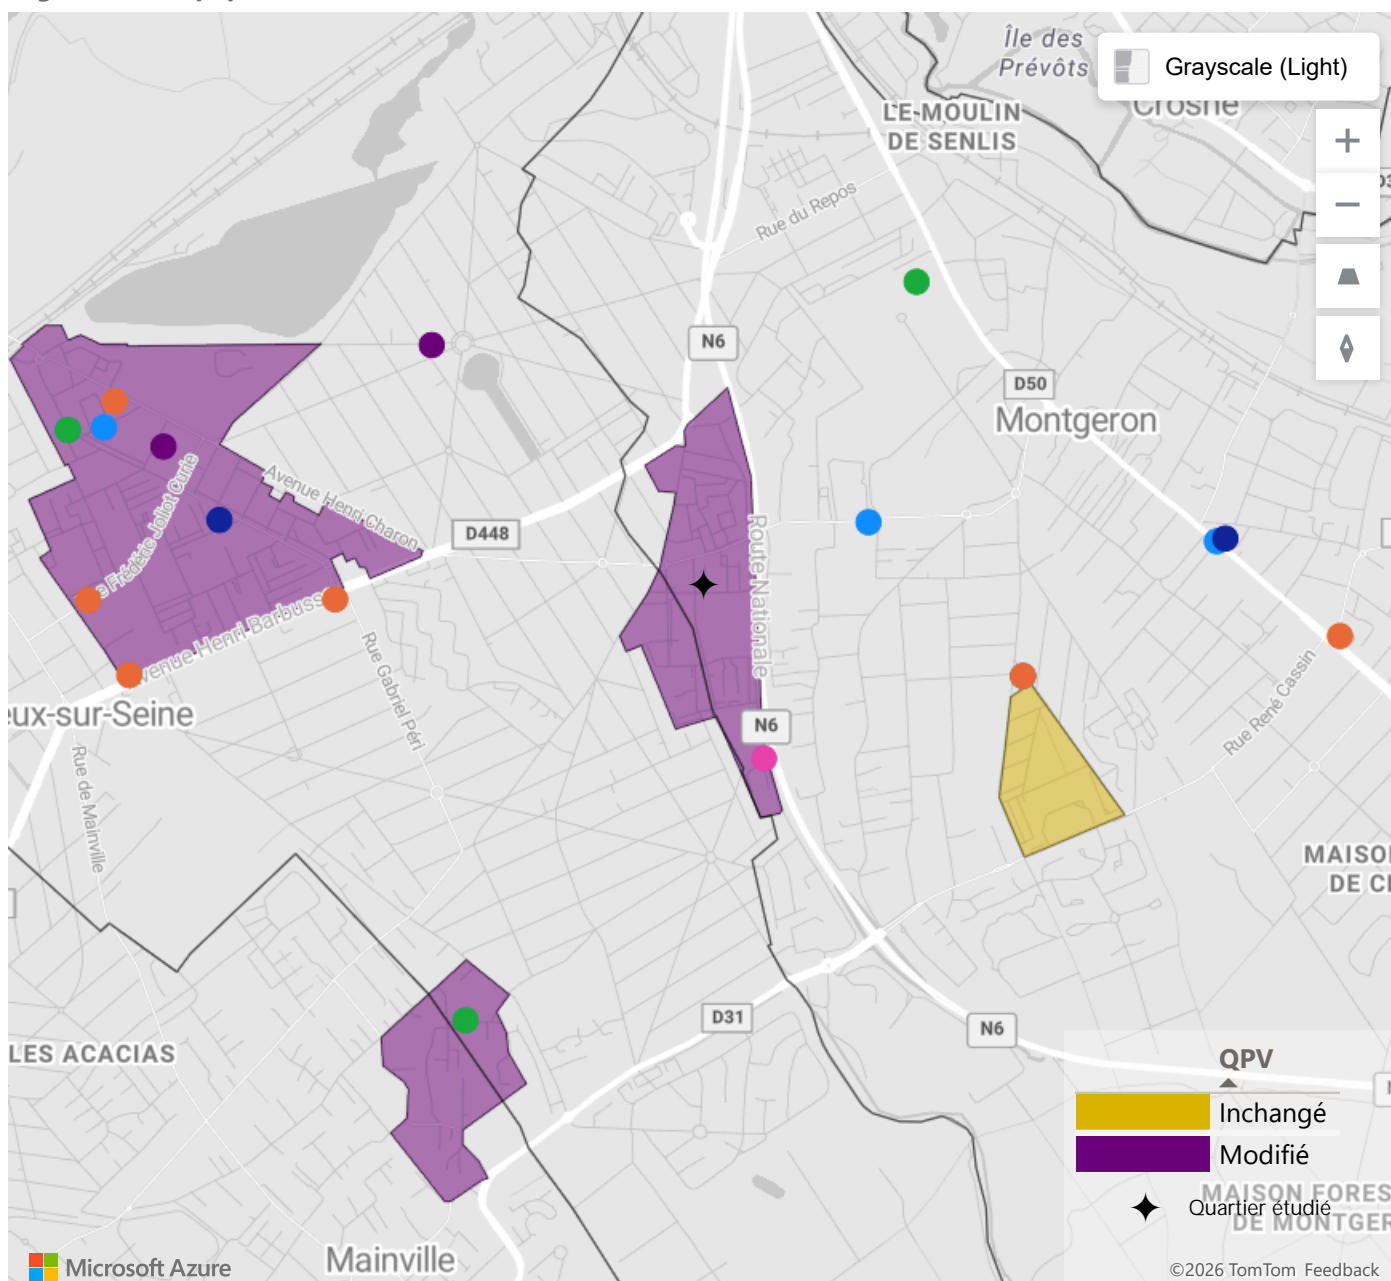 Île des
Prévôts
Grayscale (Light)
LE MOULIN
DE SENLIS
Crosne
Rue du Repos
N6
D50
Montgeron
Avenue Henri Charon
Frédéric Joliot Curie
D448
Route Nationale
Avenue Henri Barbusse
Rue Gabriel Péri
eux-sur-Seine
N6
Rue René Cassin
Rue de Mainville
D31
N6
LES ACACIAS
QPV
Inchangé
Modifié
Quartier étudié
MAISON FORES
DE MONTGER
Mainville
Microsoft Azure
©2026 TomTom Feedback